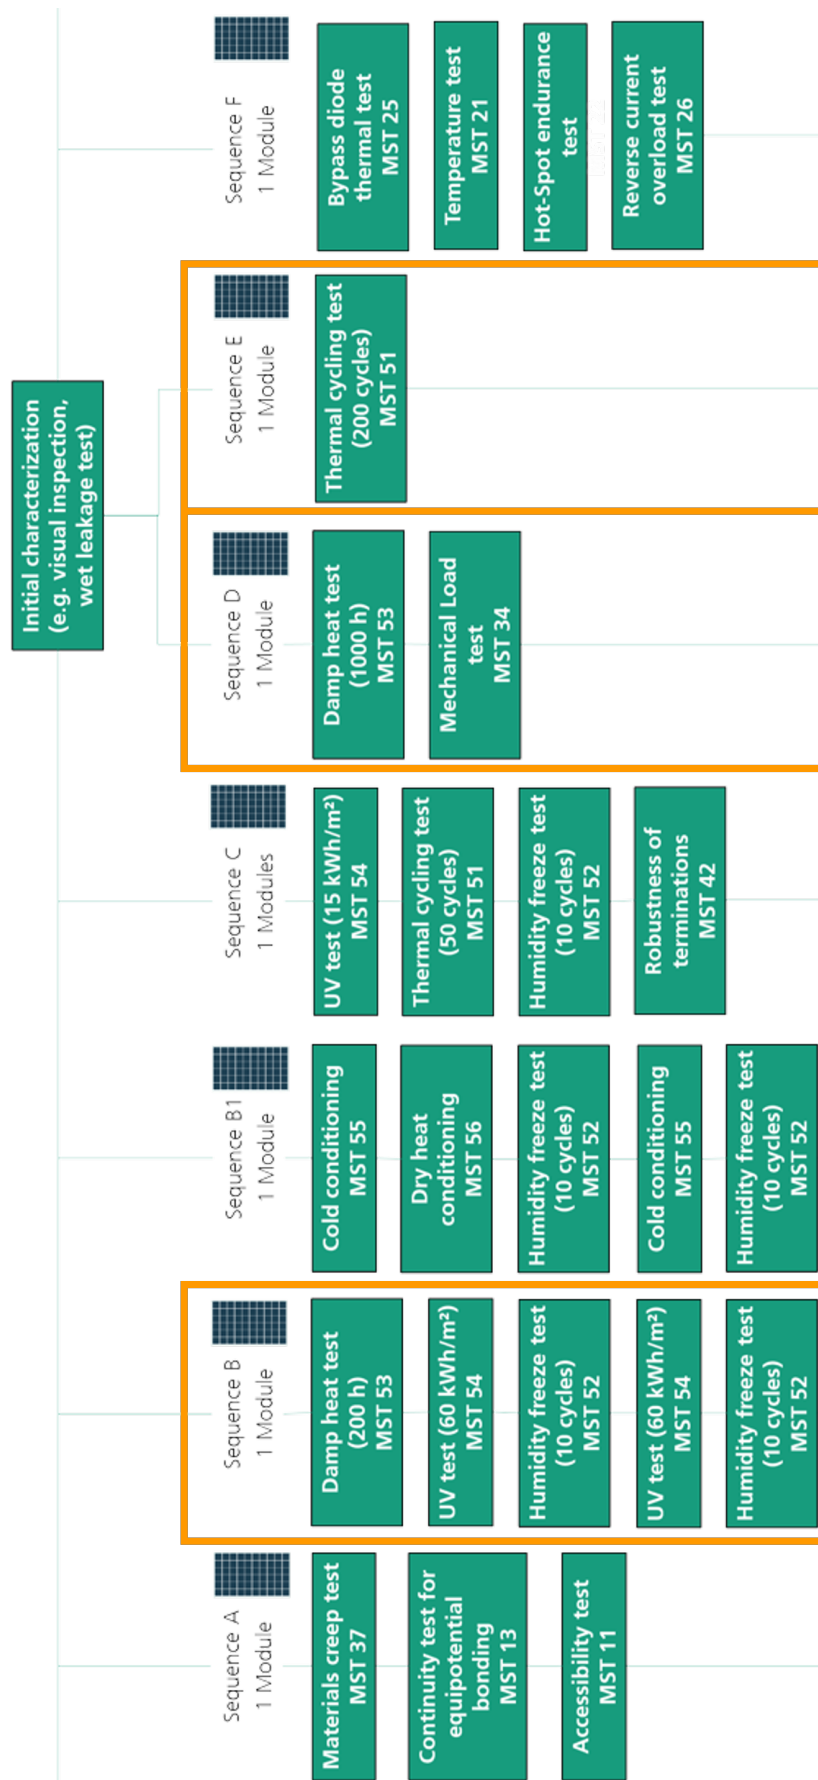 Initial characterization
(e.g. visual inspection,
wet leakage test)
Sequence A
1 Module
Materials creep test
MST 37
Continuity test for
equipotential
bonding
MST 13
Accessibility test
MST 11
Sequence B
1 Module
Damp heat test
(200 h)
MST 53
UV test (60 kWh/m²)
MST 54
Humidity freeze test
(10 cycles)
MST 52
UV test (60 kWh/m²)
MST 54
Humidity freeze test
(10 cycles)
MST 52
Sequence B1
1 Module
Cold conditioning
MST 55
Dry heat
conditioning
MST 56
Humidity freeze test
(10 cycles)
MST 52
Cold conditioning
MST 55
Humidity freeze test
(10 cycles)
MST 52
Sequence C
1 Modules
UV test (15 kWh/m²)
MST 54
Thermal cycling test
(50 cycles)
MST 51
Humidity freeze test
(10 cycles)
MST 52
Robustness of
terminations
MST 42
Sequence D
1 Module
Damp heat test
(1000 h)
MST 53
Mechanical Load
test
MST 34
Sequence E
1 Module
Thermal cycling test
(200 cycles)
MST 51
Sequence F
1 Module
Bypass diode
thermal test
MST 25
Temperature test
MST 21
Hot-Spot endurance
test
Reverse current
overload test
MST 26